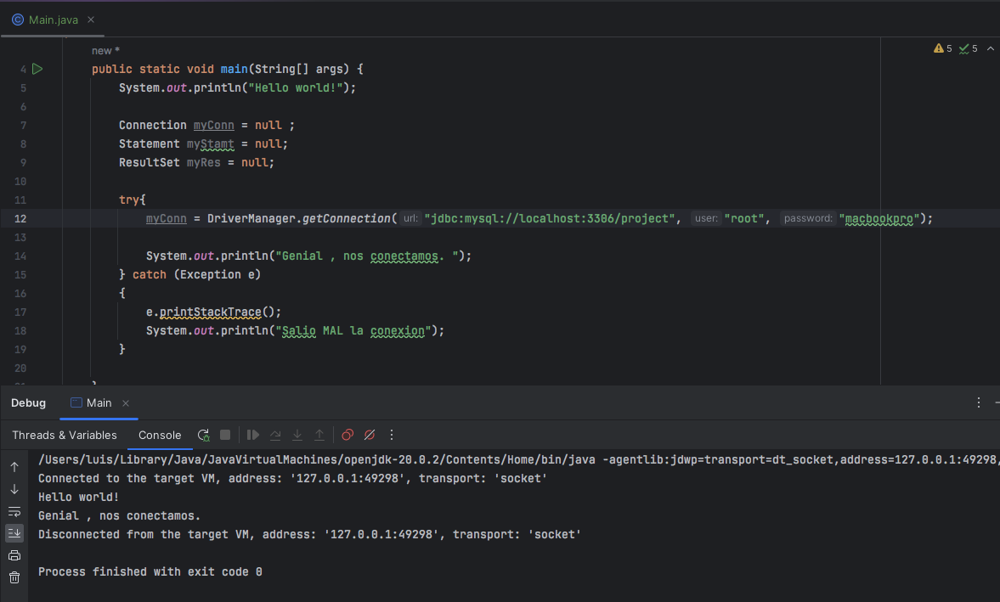 Main.java
new *
5 5
4 public static void main(String[] args) {
5 System.out.println("Hello world!");
6
7 Connection myConn = null ;
8 Statement myStamt = null;
9 ResultSet myRes = null;
10
11 try{
12 myConn = DriverManager.getConnection( url: "jdbc:mysql://localhost:3306/project", user: "root", password: "macbookpro");
13
14 System.out.println("Genial , nos conectamos. ");
15 } catch (Exception e)
16 {
17 e.printStackTrace();
18 System.out.println("Salio MAL la conexion");
19 }
20
Debug Main
Threads & Variables Console
/Users/luis/Library/Java/JavaVirtualMachines/openjdk-20.0.2/Contents/Home/bin/java -agentlib:jdwp=transport=dt_socket,address=127.0.0.1:49298,
Connected to the target VM, address: '127.0.0.1:49298', transport: 'socket'
Hello world!
Genial , nos conectamos.
Disconnected from the target VM, address: '127.0.0.1:49298', transport: 'socket'
Process finished with exit code 0